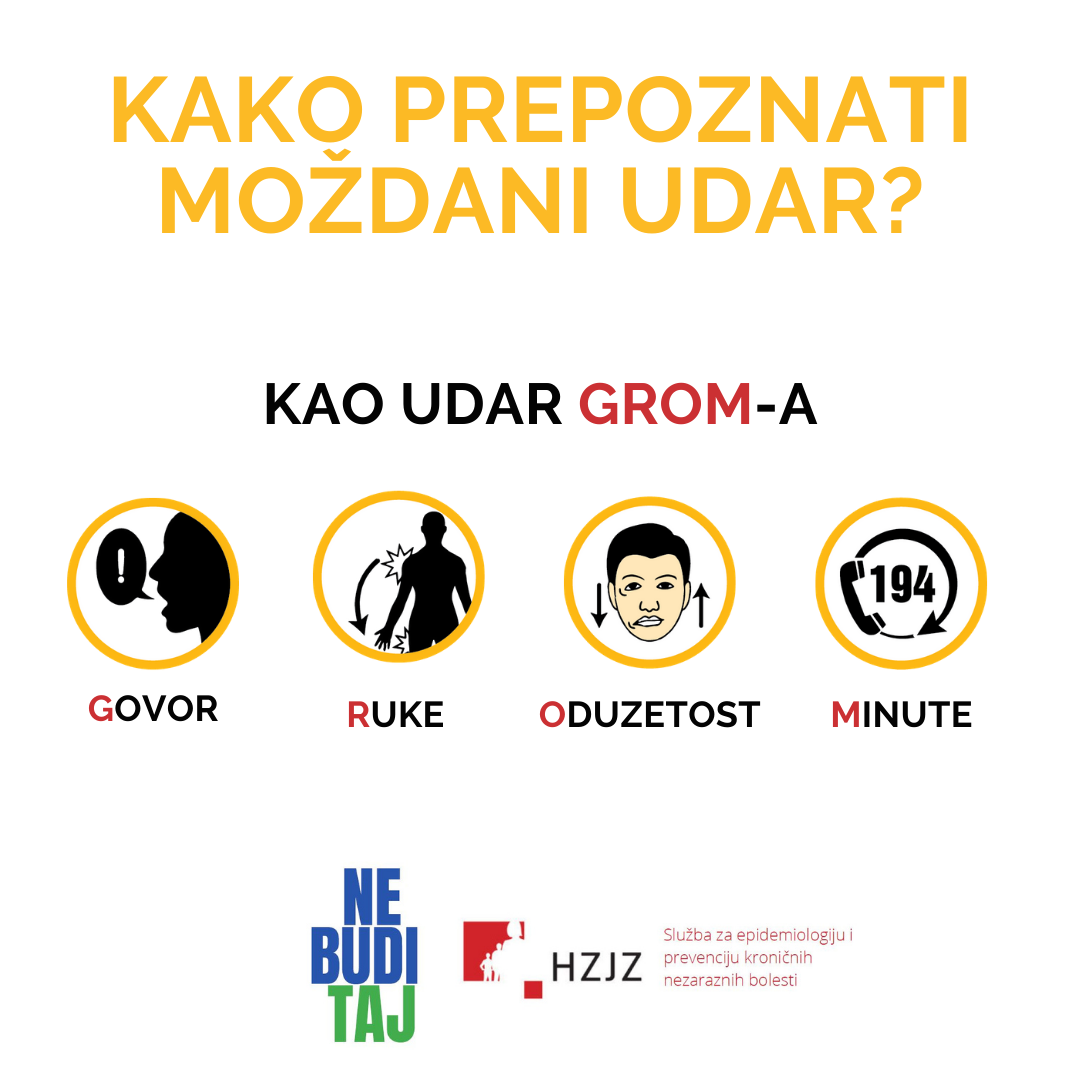 KAKO PREPOZNATI
MOŽDANI UDAR?
KAO UDAR GROM-A
!
194
GOVOR
RUKE
ODUZETOST
MINUTE
NE
BUDI
TAJ
HZJZ
Služba za epidemiologiju i
prevenciju kroničnih
nezaraznih bolesti